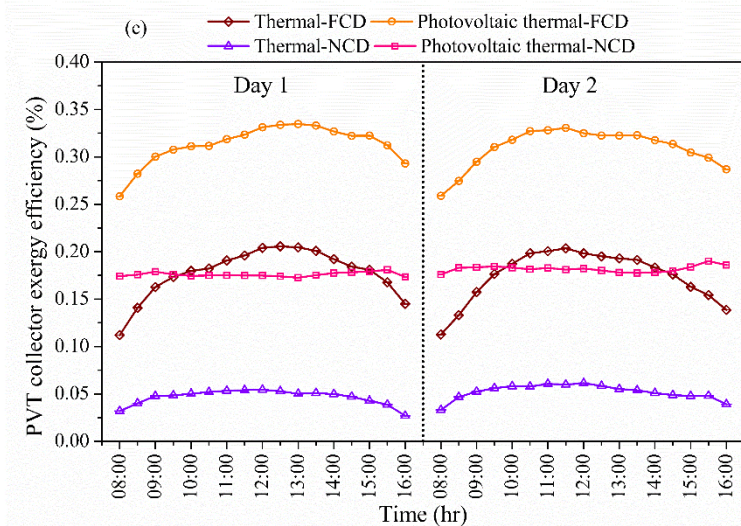 (c)
Thermal-FCD Photovoltaic thermal-FCD
Thermal-NCD Photovoltaic thermal-NCD
Day 1 Day 2
PVT collector exergy efficiency (%)
0.40
0.35
0.30
0.25
0.20
0.15
0.10
0.05
0.00
08:00 09:00 10:00 11:00 12:00 13:00 14:00 15:00 16:00 08:00 09:00 10:00 11:00 12:00 13:00 14:00 15:00 16:00
Time (hr)